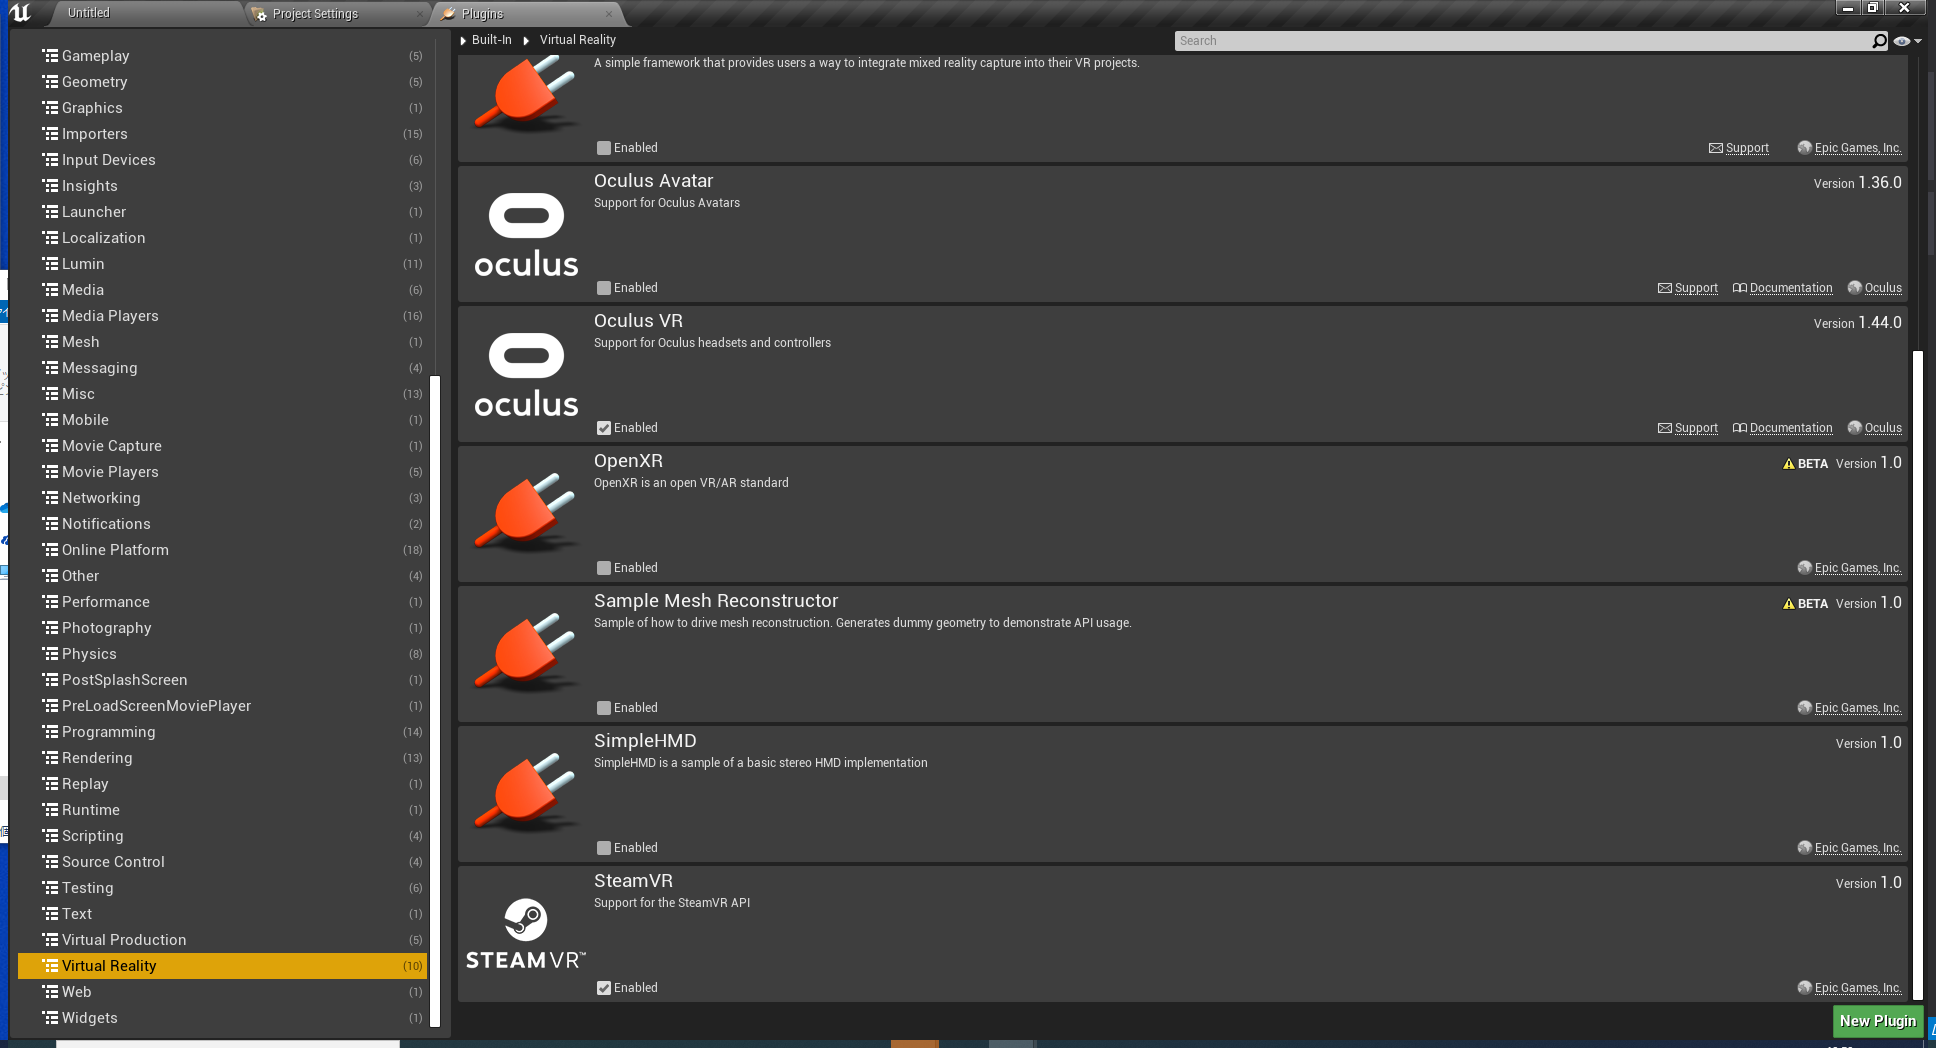 Untitled
Project Settings
Plugins
Gameplay (5)
Geometry (5)
Graphics (1)
Importers (15)
Input Devices (6)
Insights (3)
Launcher (1)
Localization (1)
Lumin (11)
Media (6)
Media Players (16)
Mesh (1)
Messaging (4)
Misc (13)
Mobile (1)
Movie Capture (1)
Movie Players (5)
Networking (3)
Notifications (2)
Online Platform (18)
Other (4)
Performance (1)
Photography (1)
Physics (8)
PostSplashScreen (1)
PreLoadScreenMoviePlayer (1)
Programming (14)
Rendering (13)
Replay (1)
Runtime (1)
Scripting (4)
Source Control (4)
Testing (6)
Text (1)
Virtual Production (5)
Virtual Reality (10)
Web (1)
Widgets (1)
Built-In Virtual Reality
Search
A simple framework that provides users a way to integrate mixed reality capture into their VR projects.
Enabled
Support Epic Games, Inc.
oculus
Oculus Avatar
Version 1.36.0
Support for Oculus Avatars
Enabled
Support Documentation Oculus
oculus
Oculus VR
Version 1.44.0
Support for Oculus headsets and controllers
Enabled
Support Documentation Oculus
OpenXR
BETA Version 1.0
OpenXR is an open VR/AR standard
Enabled
Epic Games, Inc.
Sample Mesh Reconstructor
BETA Version 1.0
Sample of how to drive mesh reconstruction. Generates dummy geometry to demonstrate API usage.
Enabled
Epic Games, Inc.
SimpleHMD
Version 1.0
SimpleHMD is a sample of a basic stereo HMD implementation
Enabled
Epic Games, Inc.
STEAMVR™
SteamVR
Version 1.0
Support for the SteamVR API
Enabled
Epic Games, Inc.
New Plugin